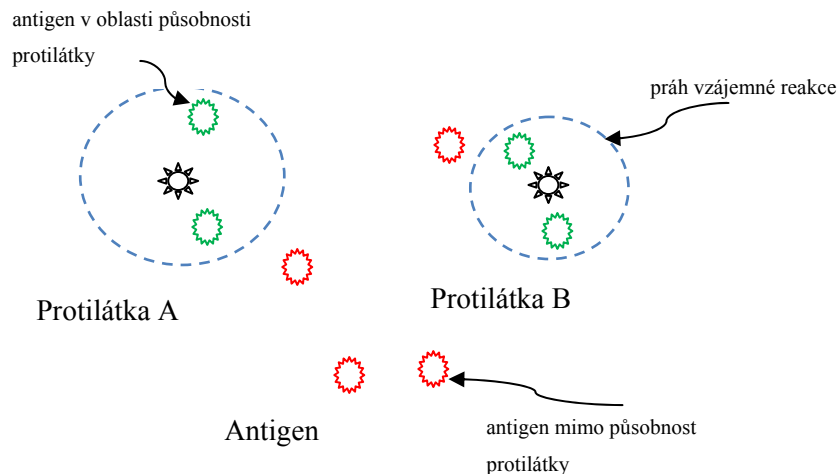 antigen v oblasti působnosti
protilátky
práh vzájemné reakce
Protilátka A
Protilátka B
Antigen
antigen mimo působnost
protilátky